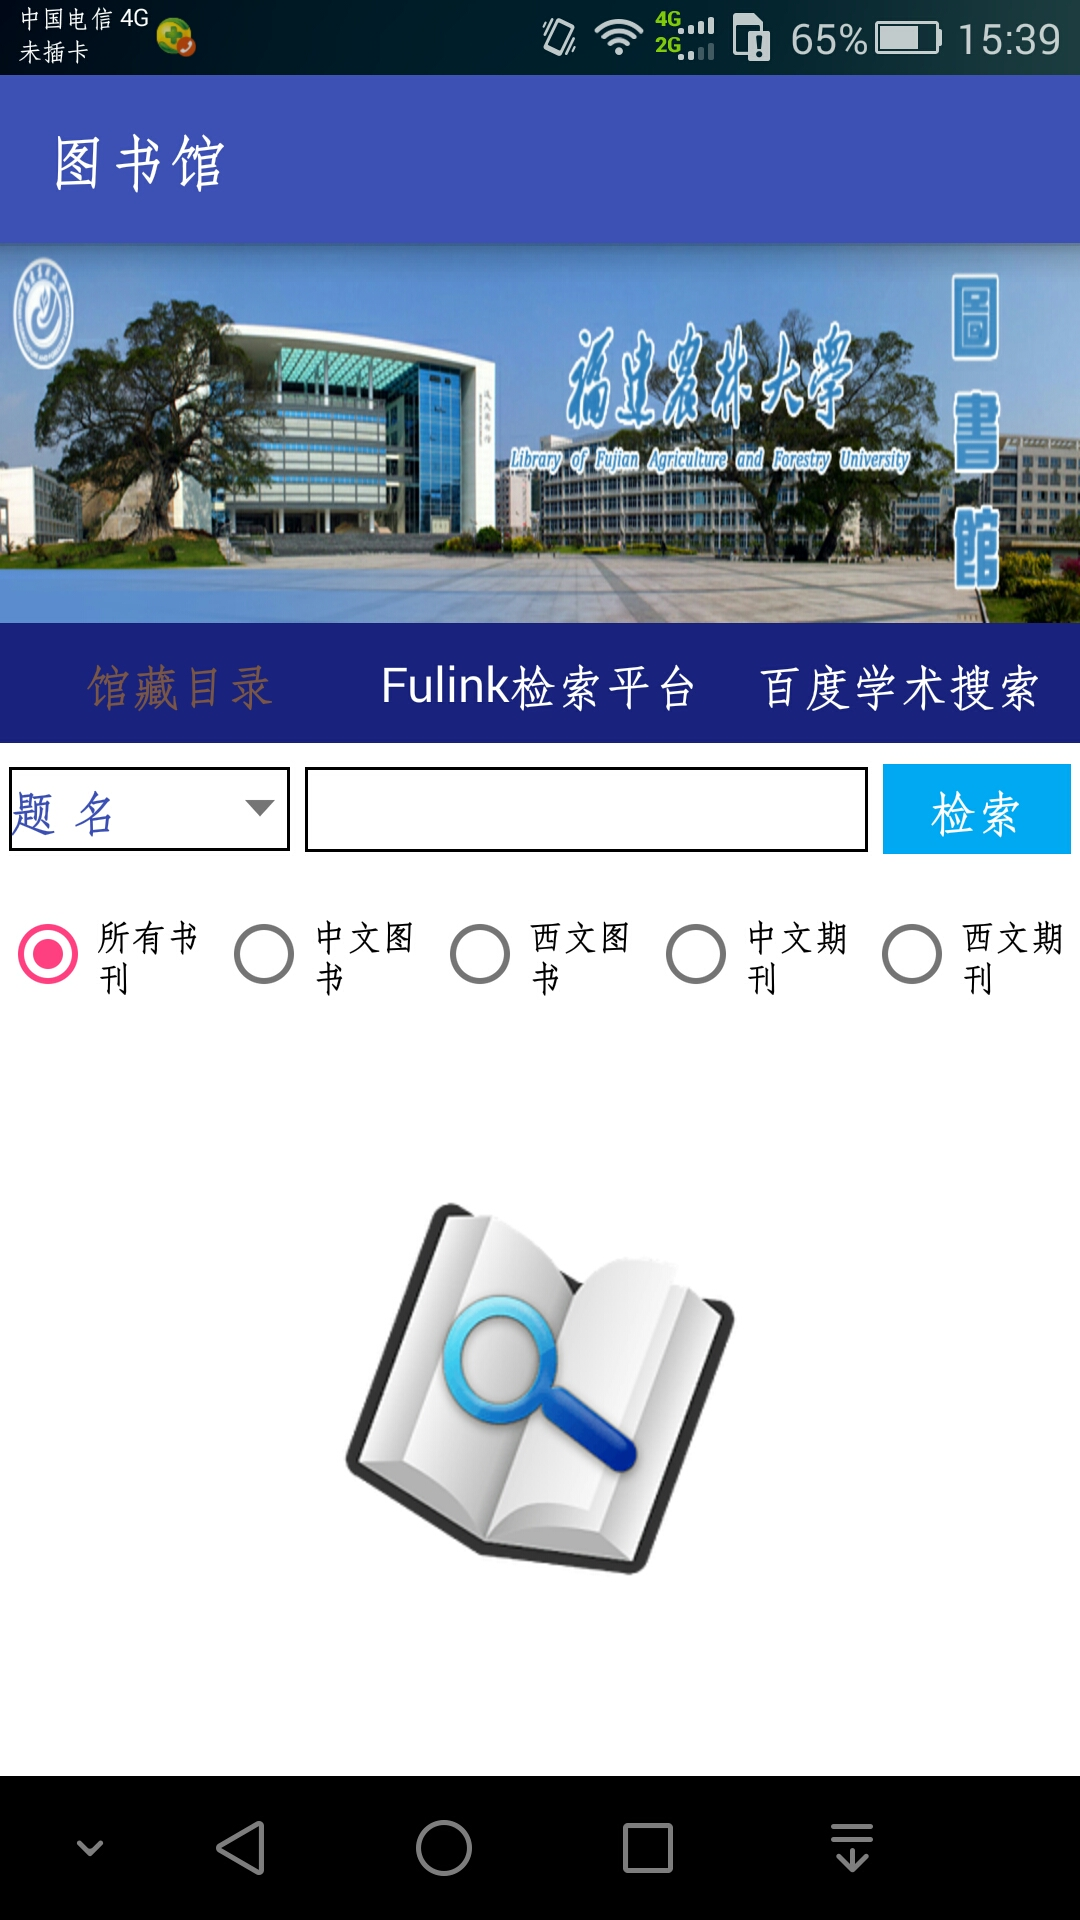 中国电信 4G
未插卡
4G
2G
65%
15:39
图书馆
福建农林大学
Library of Fujian Agriculture and Forestry University
圖書館
馆藏目录
Fulink检索平台
百度学术搜索
题 名
检索
所有书刊
中文图书
西文图书
中文期刊
西文期刊